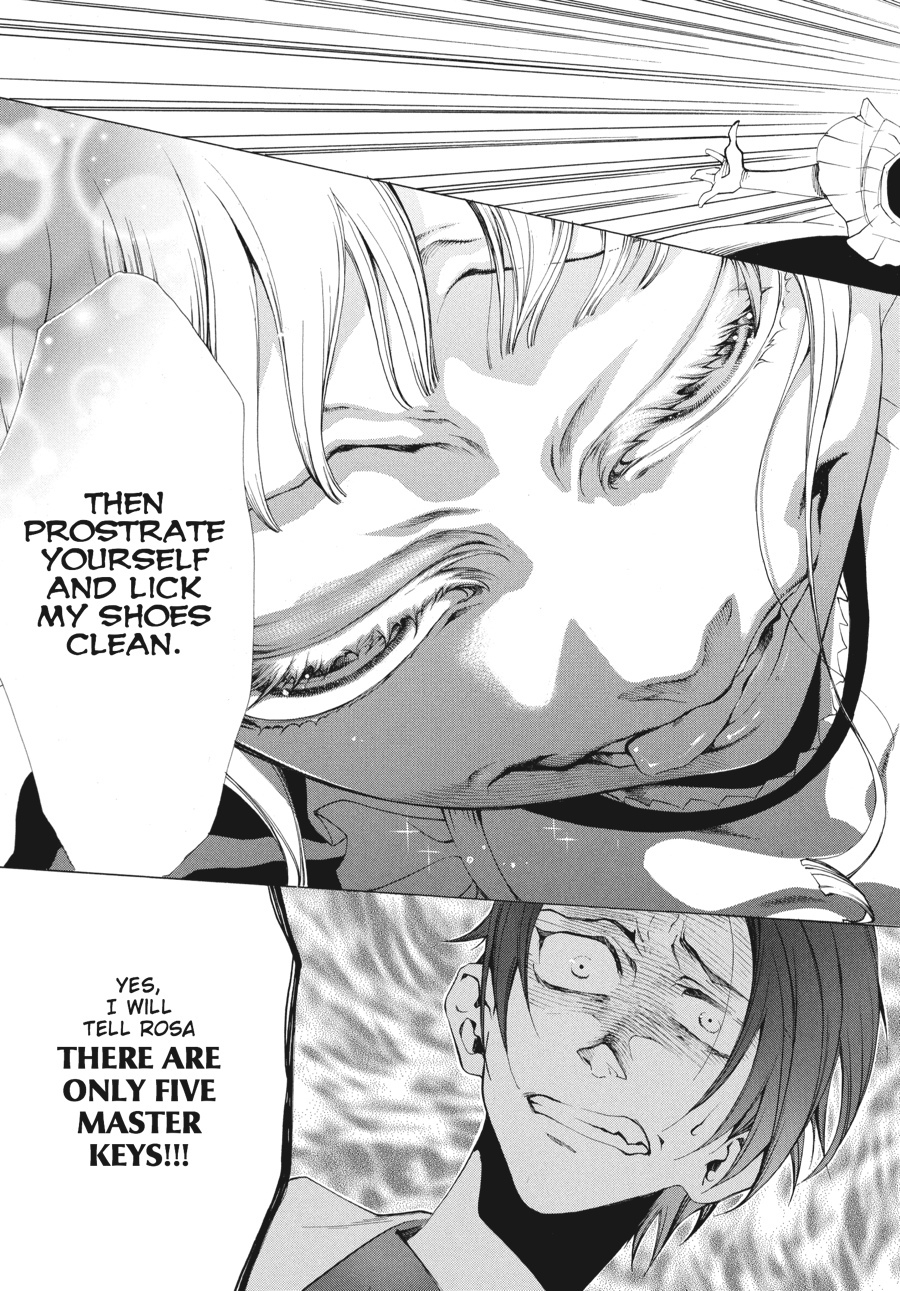 THEN
PROSTRATE
YOURSELF
AND LICK
MY SHOES
CLEAN.
YES,
I WILL
TELL ROSA
THERE ARE
ONLY FIVE
MASTER
KEYS!!!